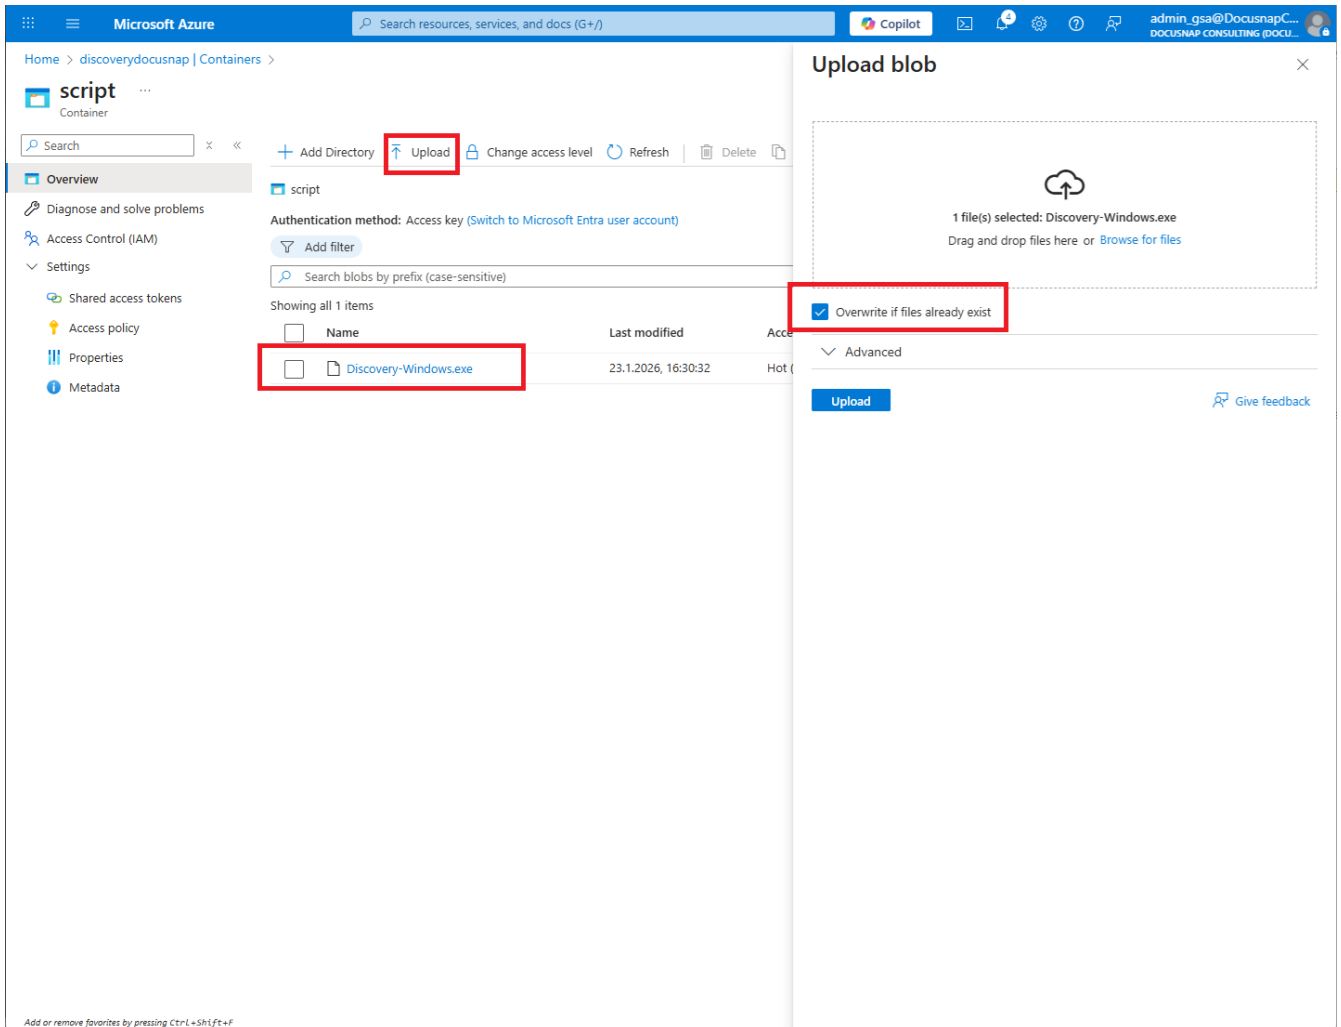 Microsoft Azure
Search resources, services, and docs (G+/)
Copilot
4
admin_gsa@DocusnapC...
DOCUSNAP CONSULTING (DOCU...
Home > discoverydocusnap | Containers >
script ...
Container
Search
Overview
Diagnose and solve problems
Access Control (IAM)
Settings
Shared access tokens
Access policy
Properties
Metadata
Add or remove favorites by pressing Ctrl+Shift+F
Add Directory Upload Change access level Refresh Delete
script
Authentication method: Access key (Switch to Microsoft Entra user account)
Add filter
Search blobs by prefix (case-sensitive)
Showing all 1 items
Name Last modified Acce
Discovery-Windows.exe 23.1.2026, 16:30:32 Hot (
Upload blob
1 file(s) selected: Discovery-Windows.exe
Drag and drop files here or Browse for files
Overwrite if files already exist
Advanced
Upload
Give feedback